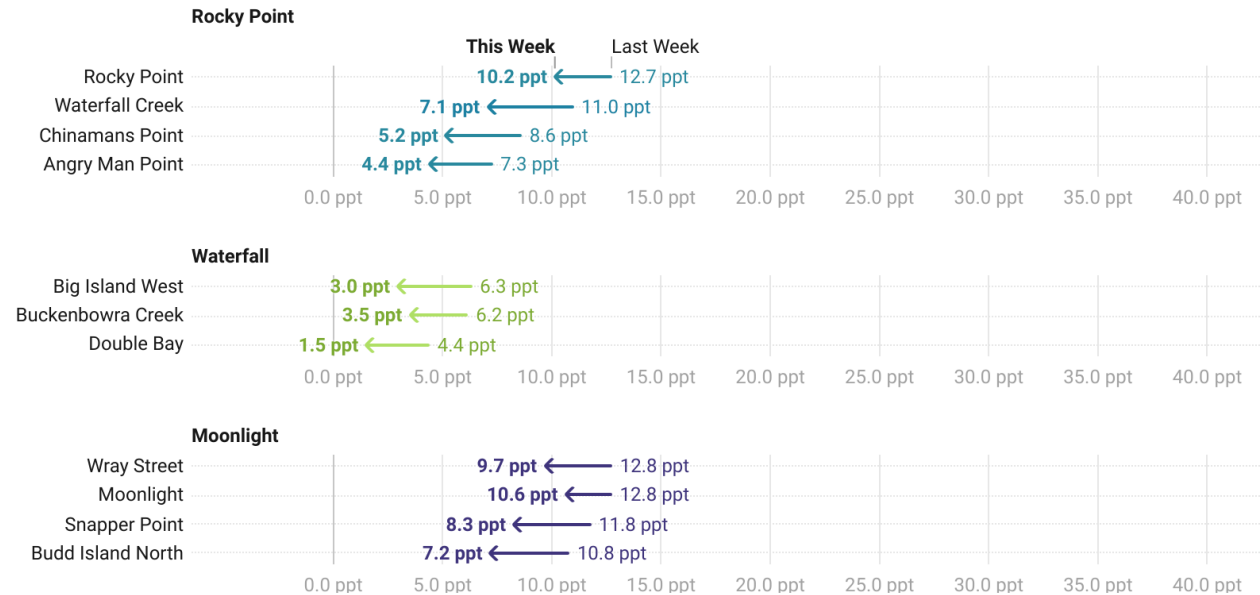 Rocky Point
This Week Last Week
Rocky Point 10.2 ppt 12.7 ppt
Waterfall Creek 7.1 ppt 11.0 ppt
Chinamans Point 5.2 ppt 8.6 ppt
Angry Man Point 4.4 ppt 7.3 ppt
0.0 ppt 5.0 ppt 10.0 ppt 15.0 ppt 20.0 ppt 25.0 ppt 30.0 ppt 35.0 ppt 40.0 ppt
Waterfall
Big Island West 3.0 ppt 6.3 ppt
Buckenbowra Creek 3.5 ppt 6.2 ppt
Double Bay 1.5 ppt 4.4 ppt
0.0 ppt 5.0 ppt 10.0 ppt 15.0 ppt 20.0 ppt 25.0 ppt 30.0 ppt 35.0 ppt 40.0 ppt
Moonlight
Wray Street 9.7 ppt 12.8 ppt
Moonlight 10.6 ppt 12.8 ppt
Snapper Point 8.3 ppt 11.8 ppt
Budd Island North 7.2 ppt 10.8 ppt
0.0 ppt 5.0 ppt 10.0 ppt 15.0 ppt 20.0 ppt 25.0 ppt 30.0 ppt 35.0 ppt 40.0 ppt